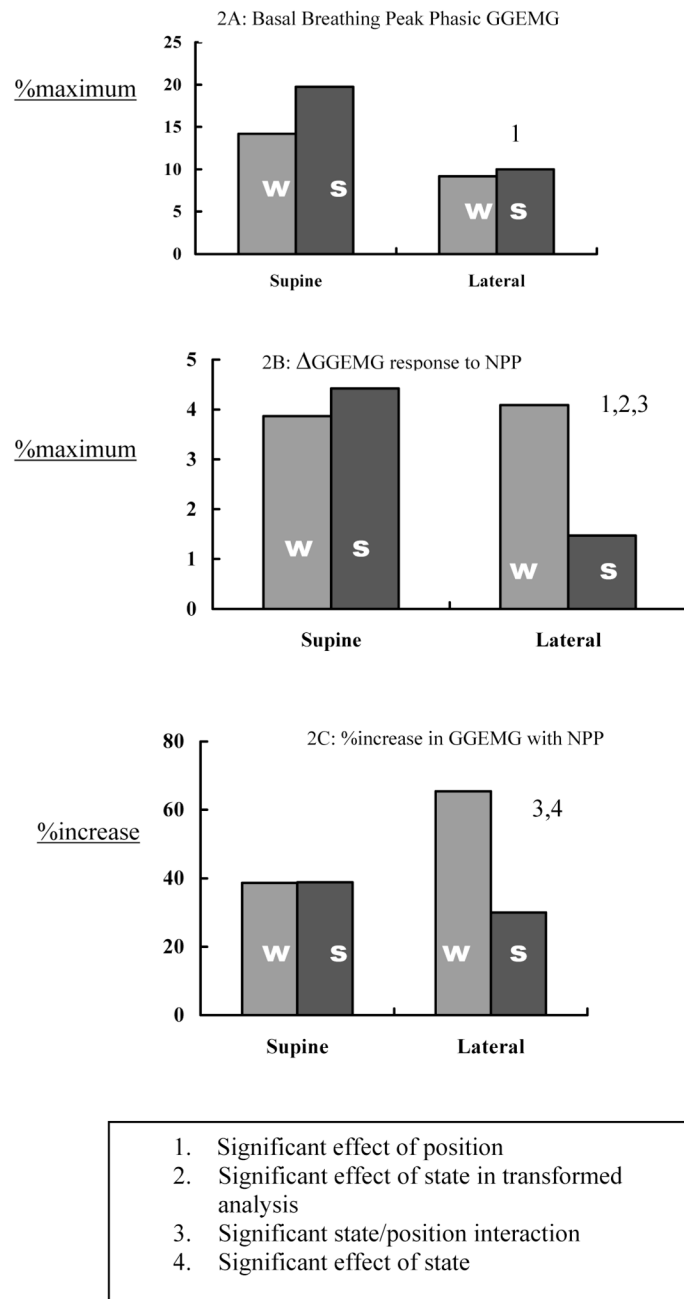 2A: Basal Breathing Peak Phasic GGEMG
%maximum
25
20
15
10
5
0
1
W S W S
Supine Lateral
2B: ΔGGEMG response to NPP
%maximum
5
4
3
2
1
0
1,2,3
W S W S
Supine Lateral
2C: %increase in GGEMG with NPP
%increase
80
60
40
20
0
3,4
W S W S
Supine Lateral
1. Significant effect of position
2. Significant effect of state in transformed
analysis
3. Significant state/position interaction
4. Significant effect of state